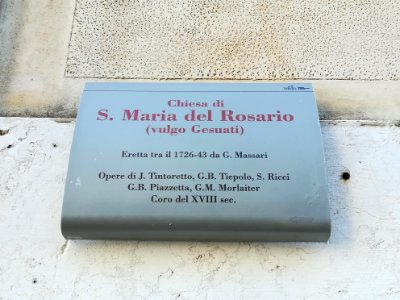 Chiesa di
S. Maria del Rosario
(vulgo Gesuati)
Eretta tra il 1726-43 da G. Massari
Opere di J. Tintoretto, G.B. Tiepolo, S. Ricci
G.B. Piazzetta, G.M. Morlaiter
Coro del XVIII sec.